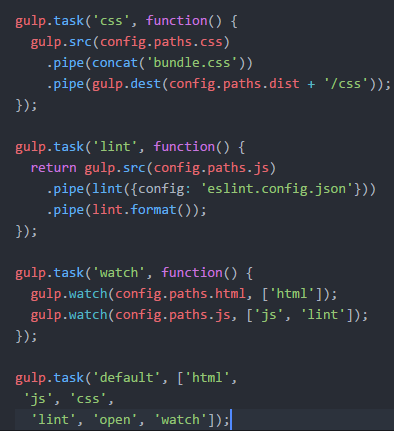 gulp.task('css', function() {
  gulp.src(config.paths.css)
    .pipe(concat('bundle.css'))
    .pipe(gulp.dest(config.paths.dist + '/css'));
});

gulp.task('lint', function() {
  return gulp.src(config.paths.js)
    .pipe(lint({config: 'eslint.config.json'}))
    .pipe(lint.format());
});

gulp.task('watch', function() {
  gulp.watch(config.paths.html, ['html']);
  gulp.watch(config.paths.js, ['js', 'lint']);
});

gulp.task('default', ['html',
 'js', 'css',
  'lint', 'open', 'watch']);